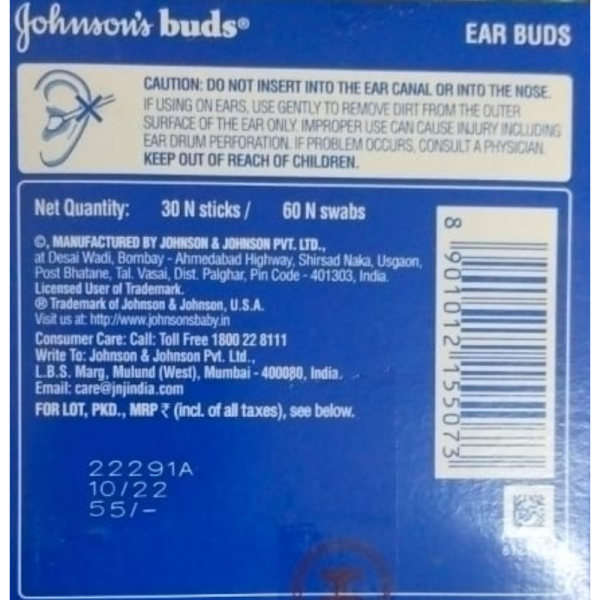 Johnson's buds®
EAR BUDS
CAUTION: DO NOT INSERT INTO THE EAR CANAL OR INTO THE NOSE.
IF USING ON EARS, USE GENTLY TO REMOVE DIRT FROM THE OUTER
SURFACE OF THE EAR ONLY. IMPROPER USE CAN CAUSE INJURY INCLUDING
EAR DRUM PERFORATION. IF PROBLEM OCCURS, CONSULT A PHYSICIAN.
KEEP OUT OF REACH OF CHILDREN.
Net Quantity: 30 N sticks / 60 N swabs
©, MANUFACTURED BY JOHNSON & JOHNSON PVT. LTD.,
at Desai Wadi, Bombay - Ahmedabad Highway, Shirsad Naka, Usgaon,
Post Bhatane, Tal. Vasai, Dist. Palghar, Pin Code - 401303, India.
Licensed User of Trademark.
® Trademark of Johnson & Johnson, U.S.A.
Visit us at: http://www.johnsonsbaby.in
Consumer Care: Call: Toll Free 1800 22 8111
Write To: Johnson & Johnson Pvt. Ltd.,
L.B.S. Marg, Mulund (West), Mumbai - 400080, India.
Email: care@jnjindia.com
FOR LOT, PKD., MRP ₹ (incl. of all taxes), see below.
22291A
10/22
55/-
8 901012 155073